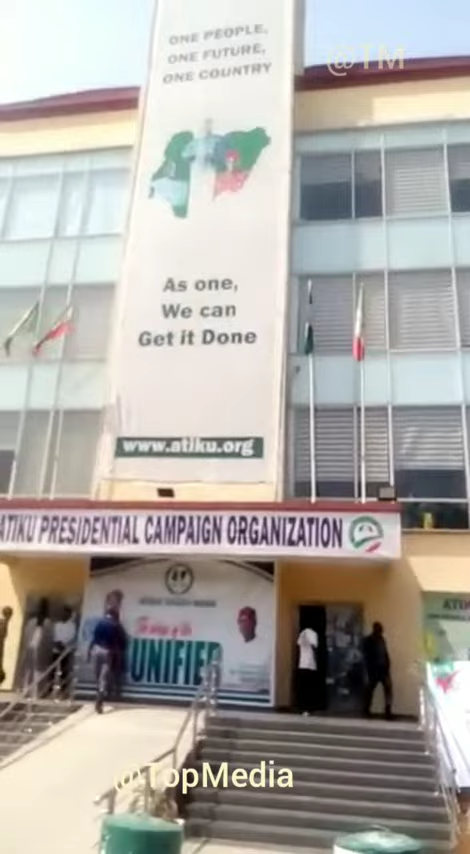 ONE PEOPLE,
ONE FUTURE,
ONE COUNTRY
@TM
As one,
We can
Get it Done
www.atiku.org
ATIKU PRESIDENTIAL CAMPAIGN ORGANIZATION
UNIFIER
@TopMedia